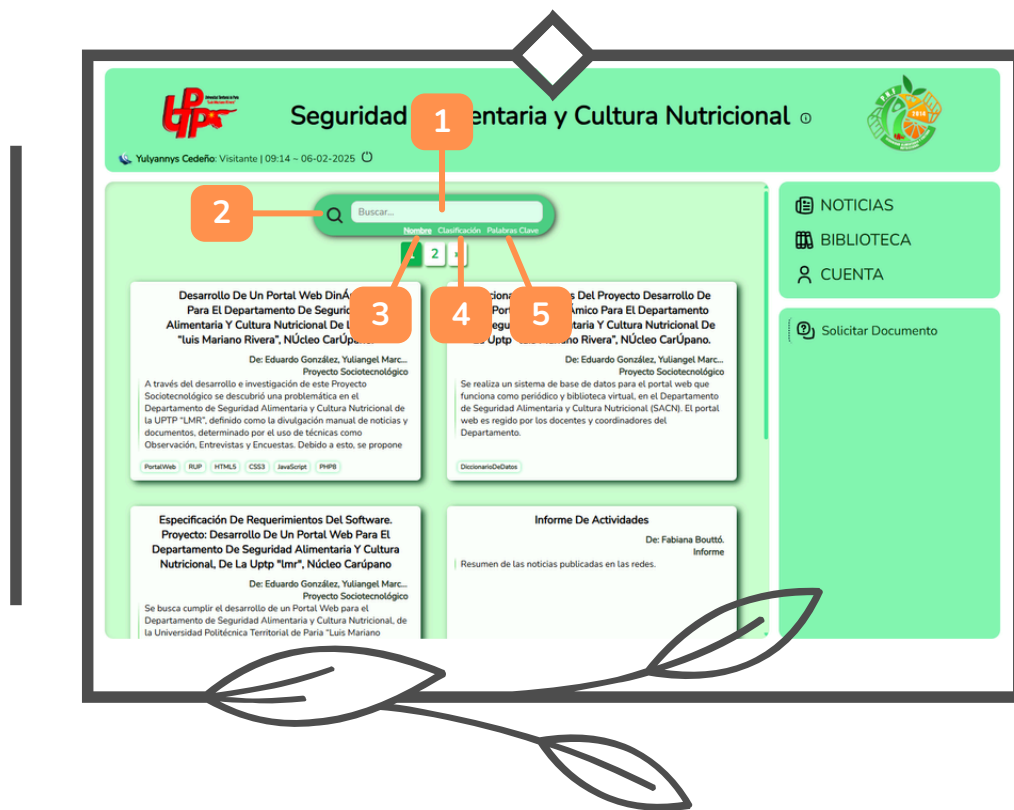 UPTP
Seguridad entaria y Cultura Nutricional
Yulyannys Cedeño: Visitante | 09:14 ~ 06-02-2025
1
2
Buscar...
Nombre Clasificación Palabras Clave
2 »
3
4
5
NOTICIAS
BIBLIOTECA
CUENTA
Solicitar Documento
Desarrollo De Un Portal Web
Para El Departamento De
Alimentaria Y Cultura Nutricional De
"luis Mariano Rivera", NÚcleo
De: Eduardo González, Yuliangel Marc...
Proyecto Sociotecnológico
A través del desarrollo e investigación de este Proyecto
Sociotecnológico se descubrió una problemática en el
Departamento de Seguridad Alimentaria y Cultura Nutricional de
la UPTP "LMR", definido como la divulgación manual de noticias y
documentos, determinado por el uso de técnicas como
Observación, Entrevistas y Encuestas. Debido a esto, se propone
PortalWeb RUP HTML5 CSS3 JavaScript PHP8
Del Proyecto Desarrollo De
Para El Departamento
Y Cultura Nutricional De
Uptp Rivera", NÚcleo CarÚpano.
De: Eduardo González, Yuliangel Marc...
Proyecto Sociotecnológico
Se realiza un sistema de base de datos para el portal web que
funciona como periódico y biblioteca virtual, en el Departamento
de Seguridad Alimentaria y Cultura Nutricional (SACN). El portal
web es regido por los docentes y coordinadores del
Departamento.
DiccionarioDeDatos
Especificación De Requerimientos Del Software.
Proyecto: Desarrollo De Un Portal Web Para El
Departamento De Seguridad Alimentaria Y Cultura
Nutricional, De La Uptp "lmr", Núcleo Carúpano
De: Eduardo González, Yuliangel Marc...
Proyecto Sociotecnológico
Se busca cumplir el desarrollo de un Portal Web para el
Departamento de Seguridad Alimentaria y Cultura Nutricional, de
la Universidad Politécnica Territorial de Paria "Luis Mariano
Informe De Actividades
De: Fabiana Bouttó.
Informe
Resumen de las noticias publicadas en las redes.